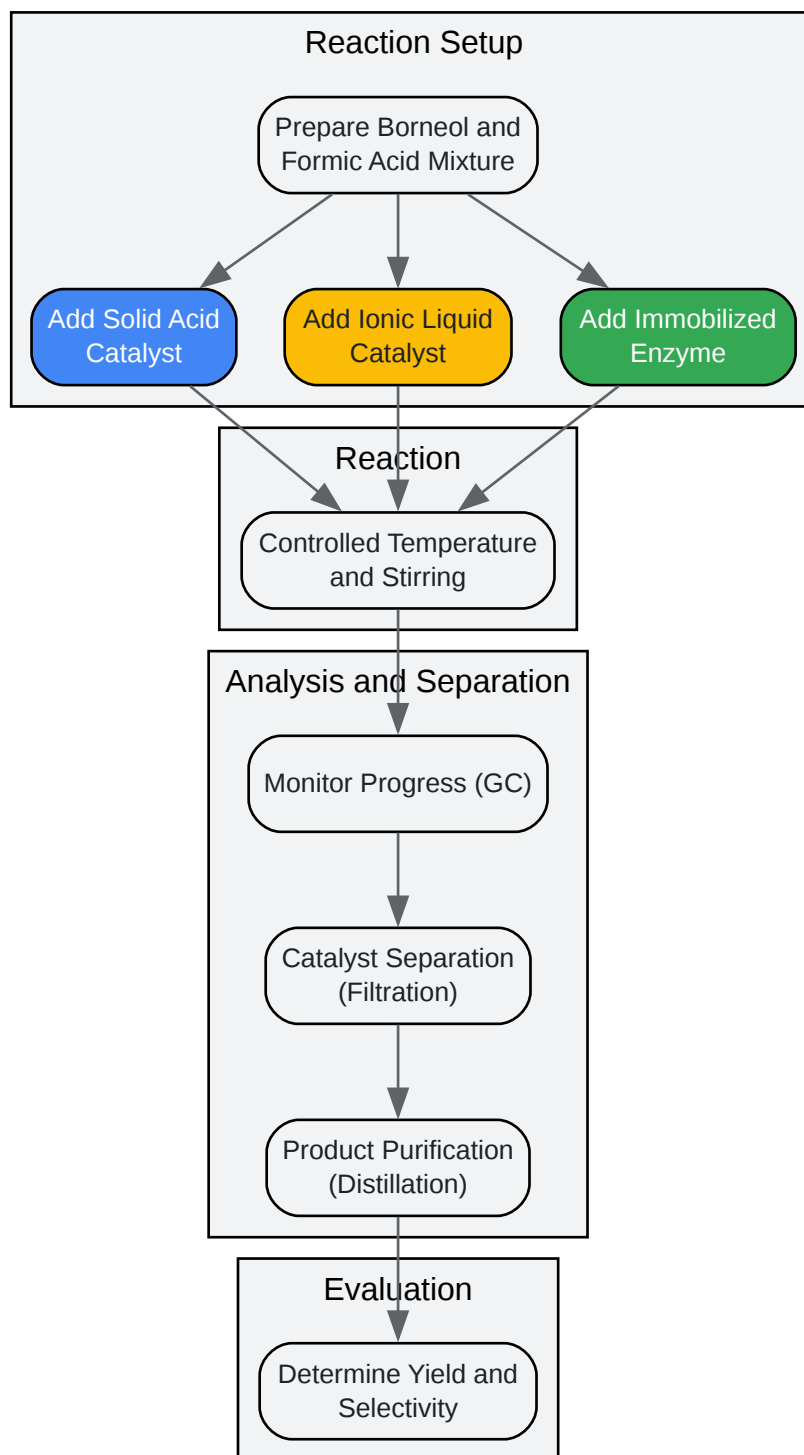 Reaction Setup
Prepare Borneol and
Formic Acid Mixture
Add Solid Acid
Catalyst
Add Ionic Liquid
Catalyst
Add Immobilized
Enzyme
Reaction
Controlled Temperature
and Stirring
Analysis and Separation
Monitor Progress (GC)
Catalyst Separation
(Filtration)
Product Purification
(Distillation)
Evaluation
Determine Yield and
Selectivity